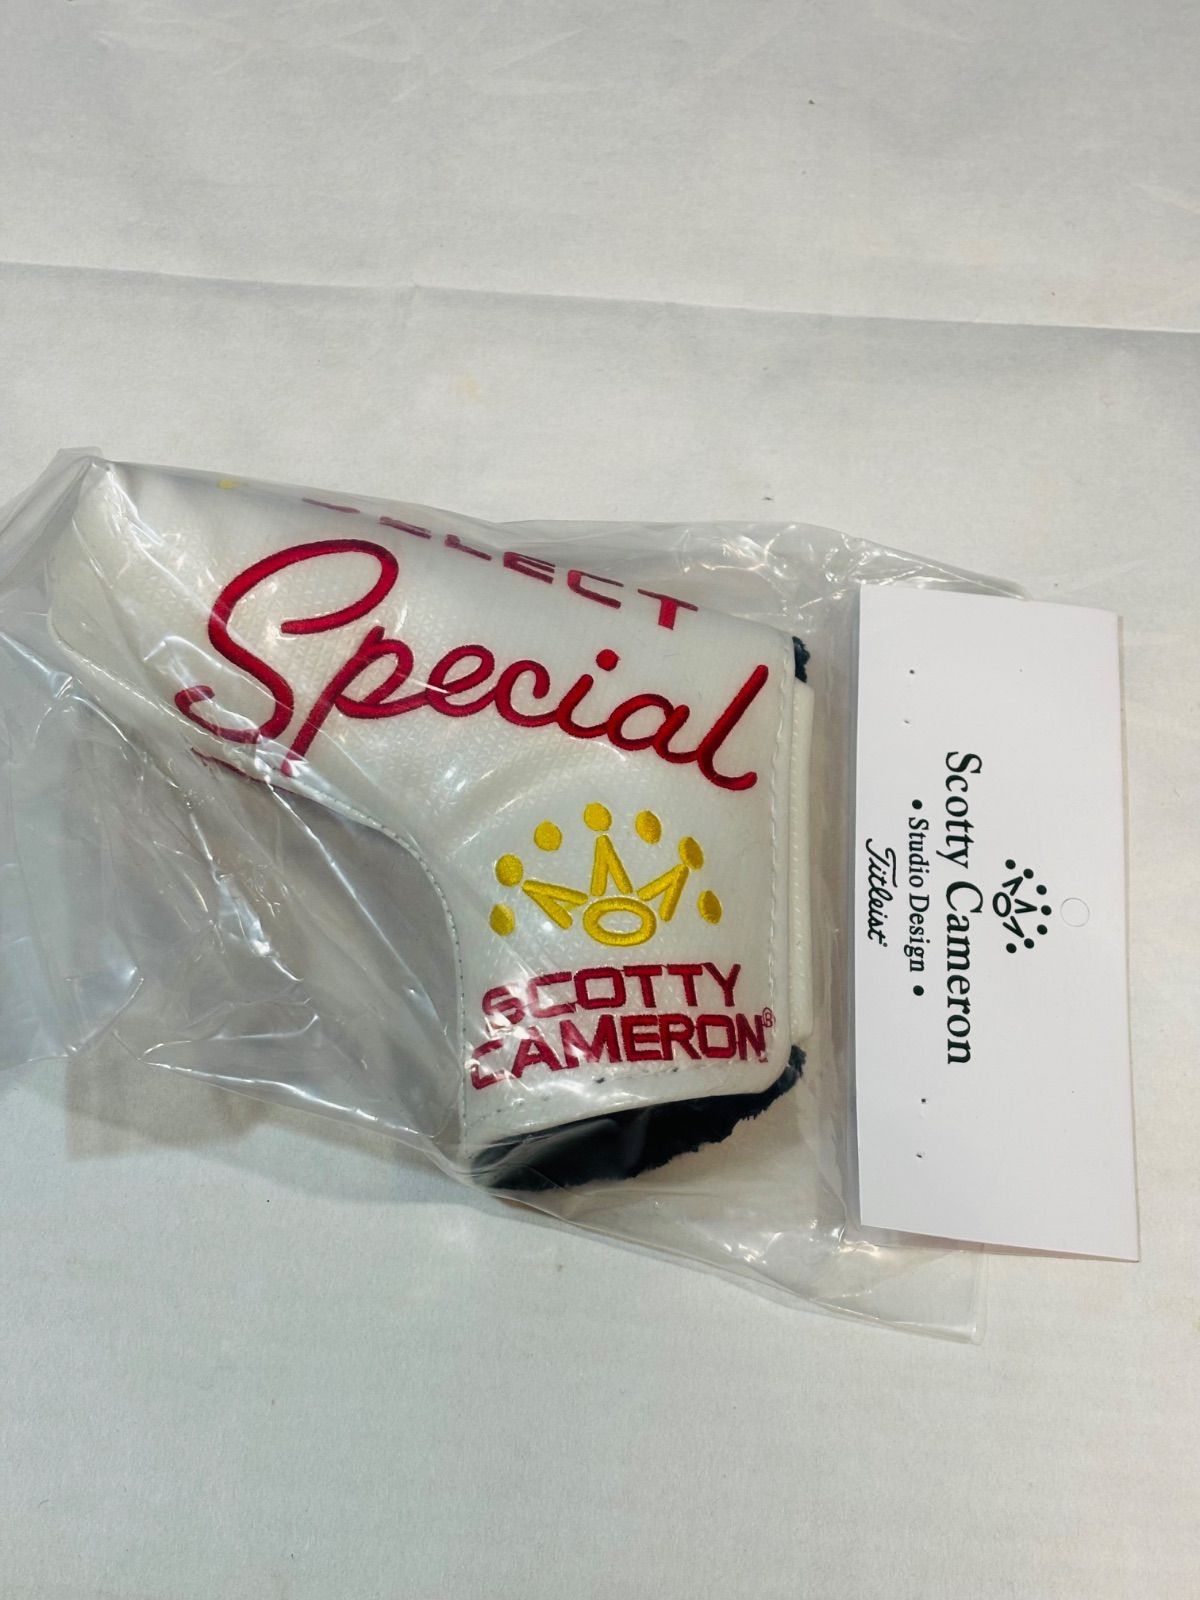 SELECT
Special
SCOTTY
CAMERON®
Scotty Cameron
• Studio Design •
Titleist®